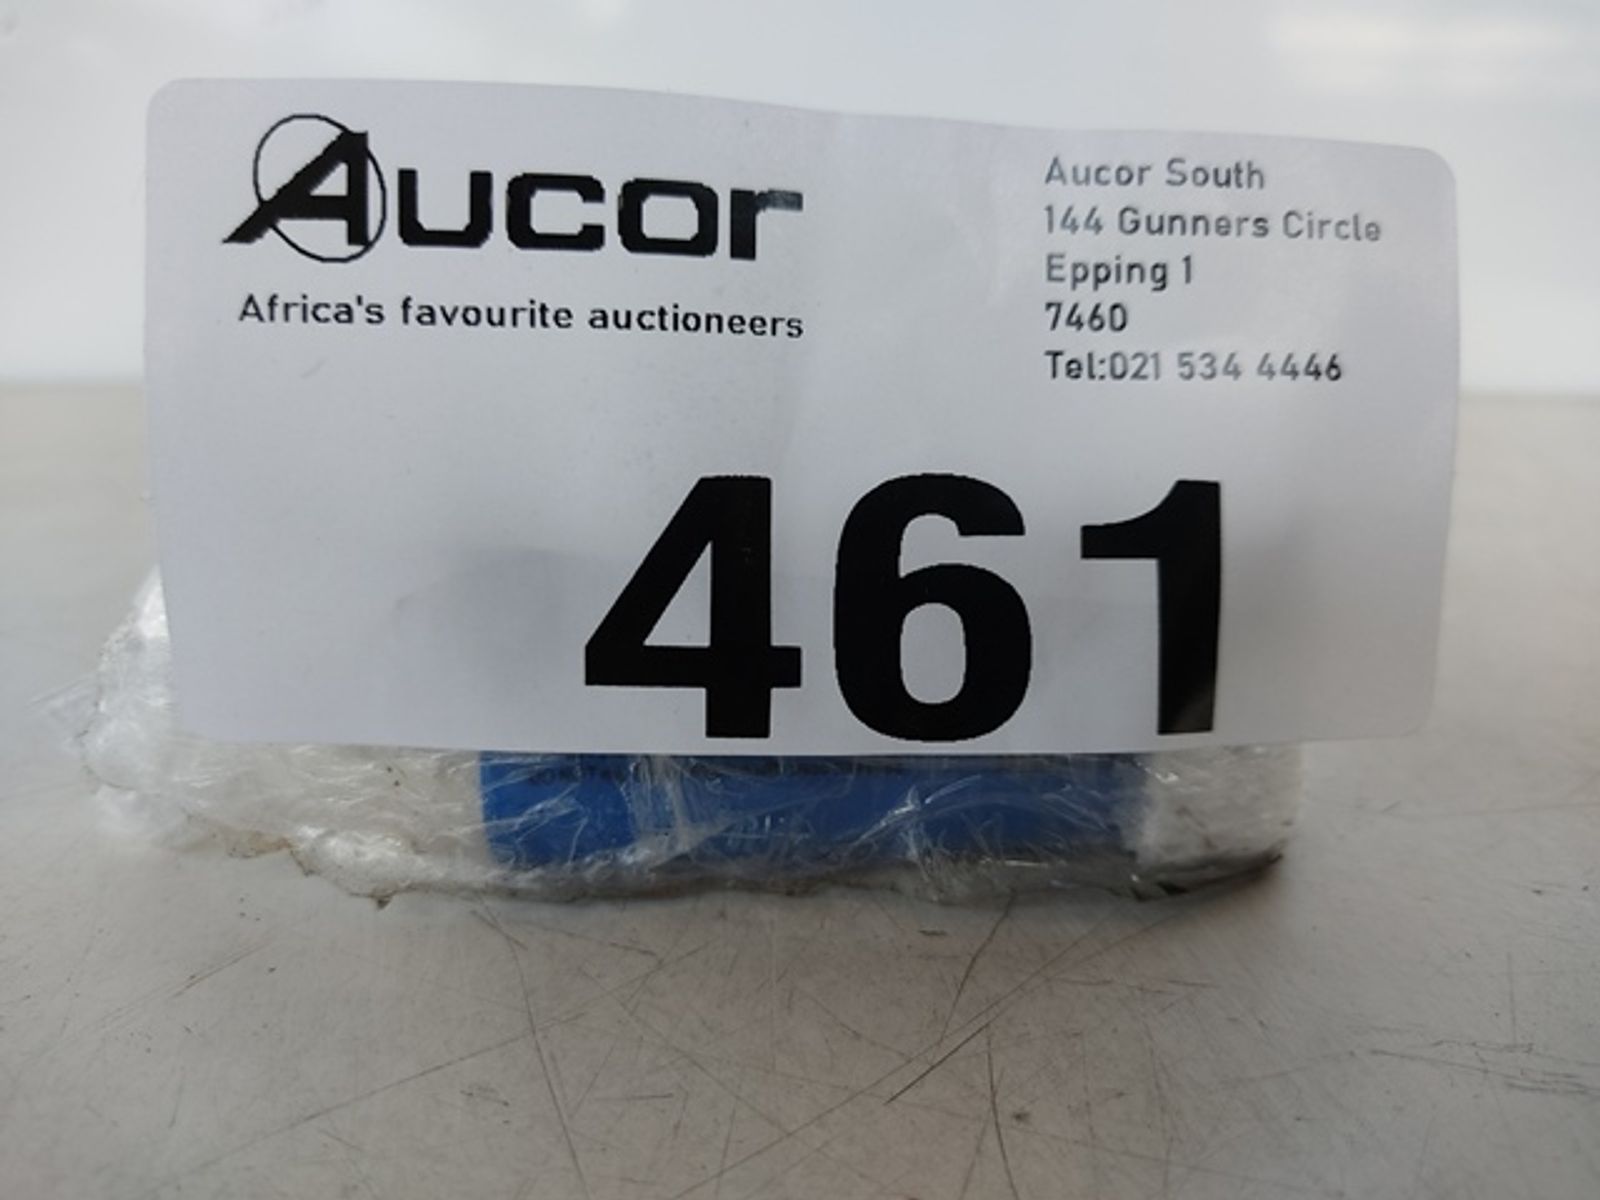 Aucor
Africa's favourite auctioneers
Aucor South
144 Gunners Circle
Epping 1
7460
Tel:021 534 4446
461